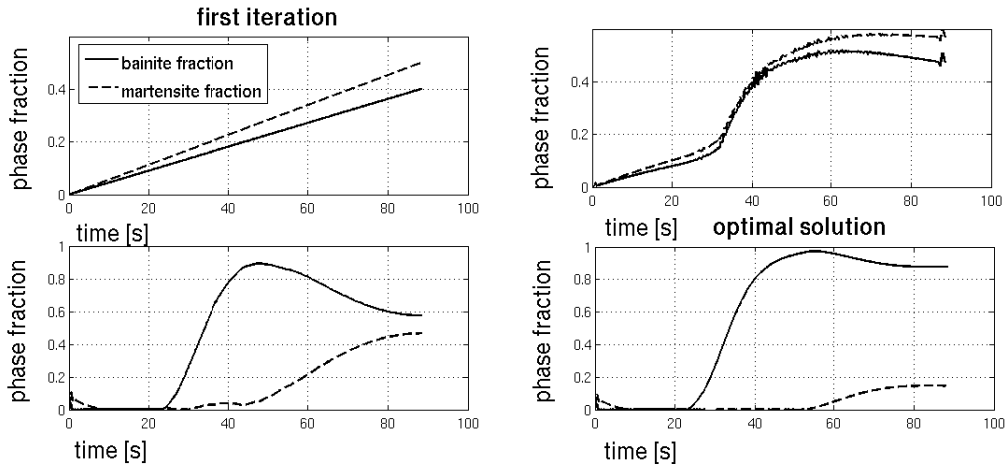 first iteration
phase fraction
0.4
0.2
0
bainite fraction
martensite fraction
0 20 40 60 80 100
time [s]
phase fraction
0.4
0.2
0
0 20 40 60 80 100
time [s]
optimal solution
phase fraction
1
0.8
0.6
0.4
0.2
0
0 20 40 60 80 100
time [s]
phase fraction
1
0.8
0.6
0.4
0.2
0
0 20 40 60 80 100
time [s]